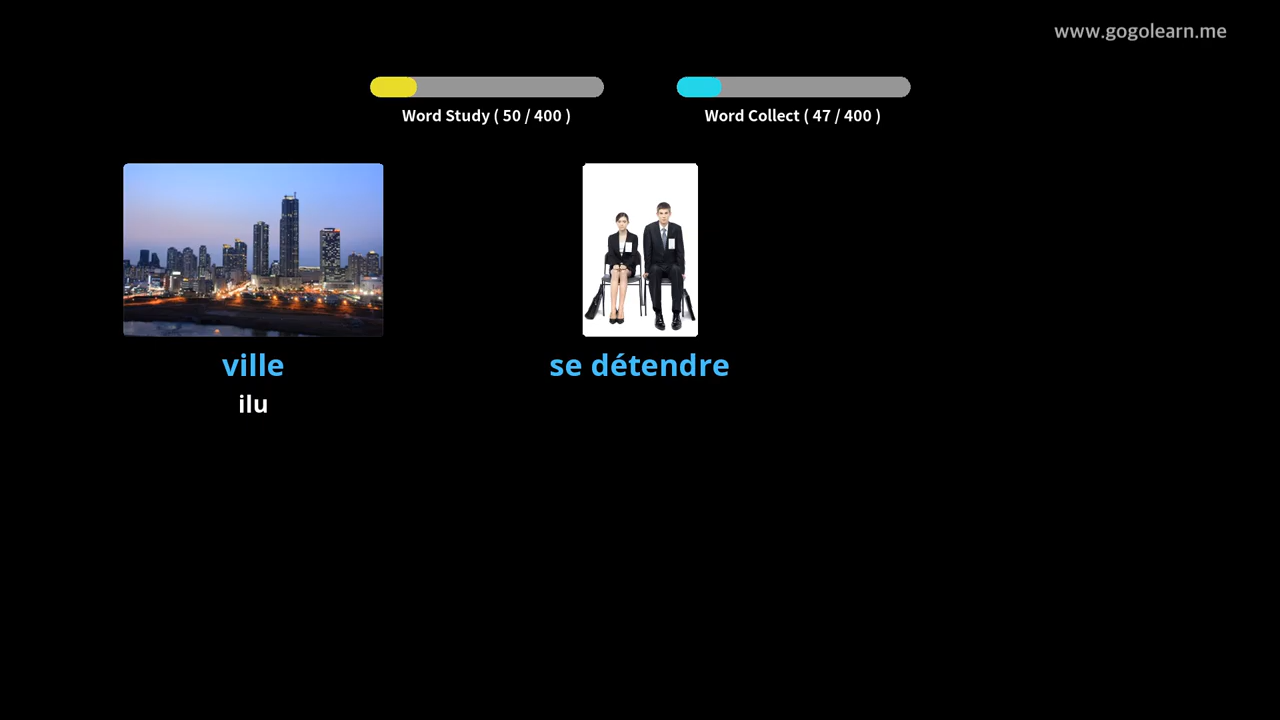 www.gogolearn.me
Word Study ( 50 / 400 )
Word Collect ( 47 / 400 )
ville
se détendre
ilu